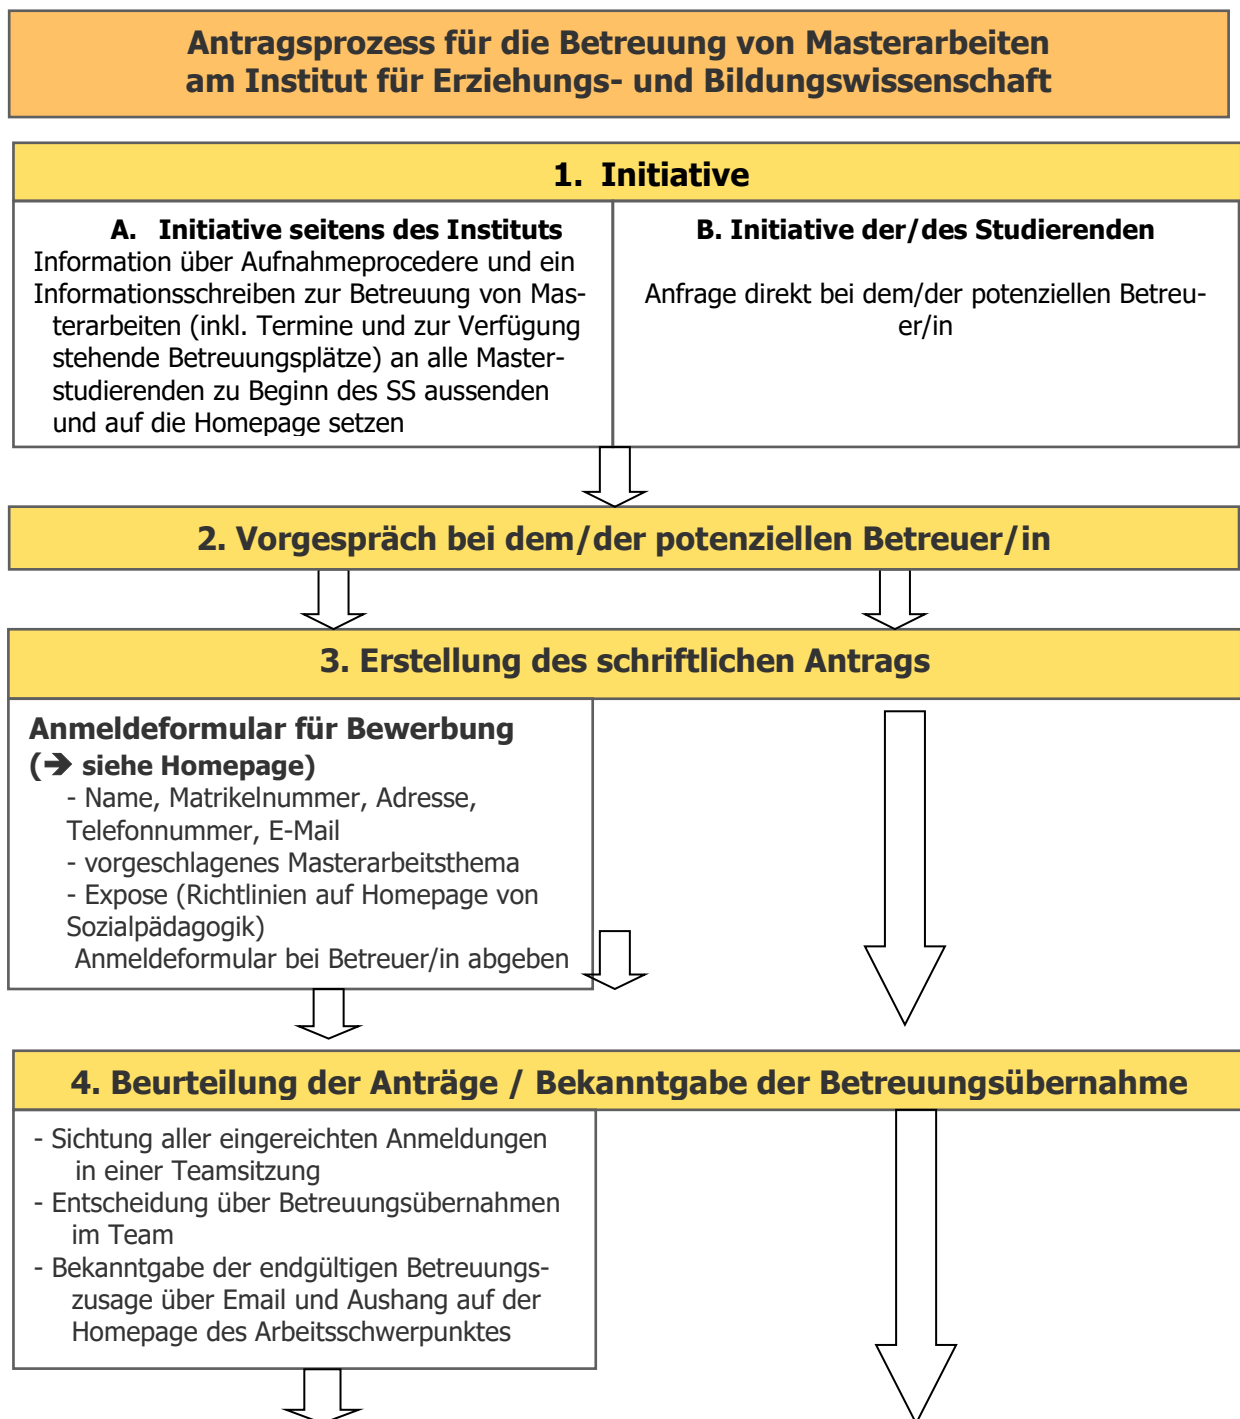 Antragsprozess für die Betreuung von Masterarbeiten
am Institut für Erziehungs- und Bildungswissenschaft
1. Initiative
A. Initiative seitens des Instituts
Information über Aufnahmeprocedere und ein
Informationsschreiben zur Betreuung von Mas-
terarbeiten (inkl. Termine und zur Verfügung
stehende Betreuungsplätze) an alle Master-
studierenden zu Beginn des SS aussenden
und auf die Homepage setzen
B. Initiative der/des Studierenden
Anfrage direkt bei dem/der potenziellen Betreu-
er/in
2. Vorgespräch bei dem/der potenziellen Betreuer/in
3. Erstellung des schriftlichen Antrags
Anmeldeformular für Bewerbung
(➔ siehe Homepage)
- Name, Matrikelnummer, Adresse,
Telefonnummer, E-Mail
- vorgeschlagenes Masterarbeitsthema
- Expose (Richtlinien auf Homepage von
Sozialpädagogik)
Anmeldeformular bei Betreuer/in abgeben
4. Beurteilung der Anträge / Bekanntgabe der Betreuungsübernahme
- Sichtung aller eingereichten Anmeldungen
in einer Teamsitzung
- Entscheidung über Betreuungsübernahmen
im Team
- Bekanntgabe der endgültigen Betreuungs-
zusage über Email und Aushang auf der
Homepage des Arbeitsschwerpunktes